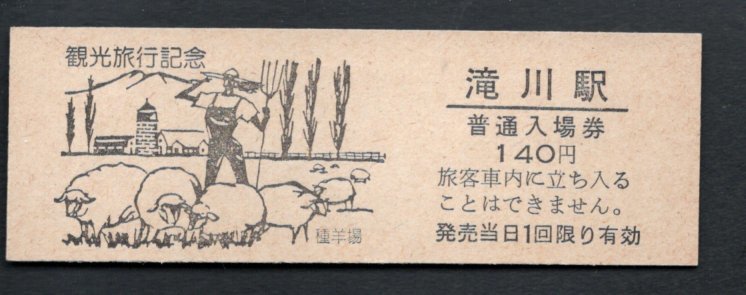 観光旅行記念
種羊場
滝川駅
普通入場券
140円
旅客車内に立ち入る
ことはできません。
発売当日1回限り有効